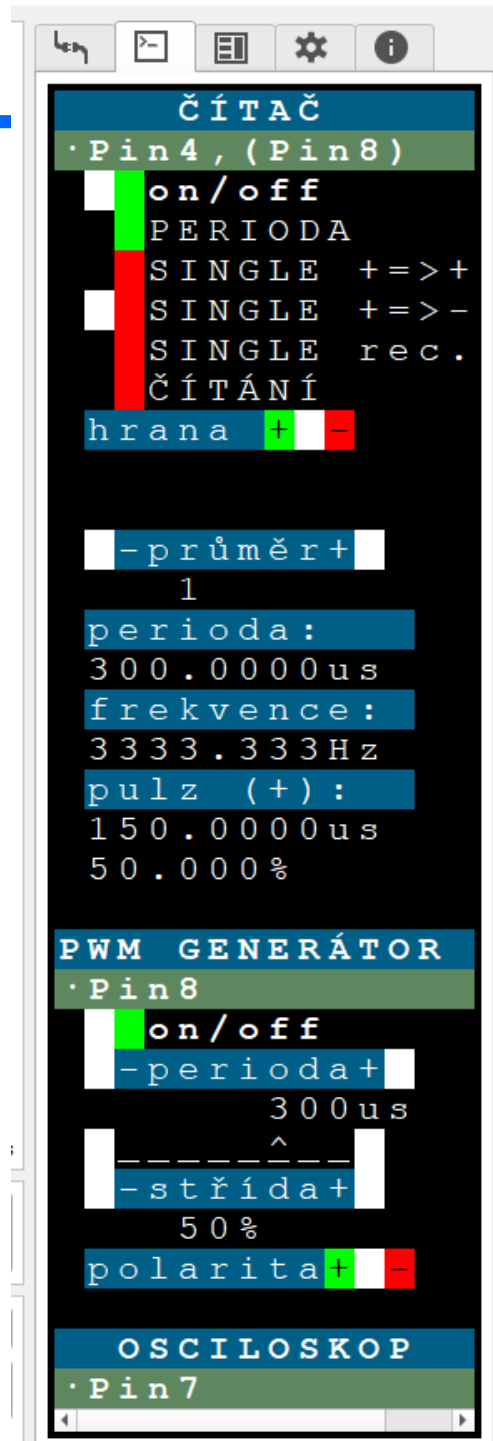 ČÍTAČ
·Pin4,(Pin8)
on/off
PERIODA
SINGLE +=>+
SINGLE +=>-
SINGLE rec.
ČÍTÁNÍ
hrana + -
-průměr+
1
perioda:
300.0000us
frekvence:
3333.333Hz
pulz (+):
150.0000us
50.000%
PWM GENERÁTOR
·Pin8
on/off
-perioda+
300us
_____^__
-střída+
50%
polarita+ -
OSCILOSKOP
·Pin7